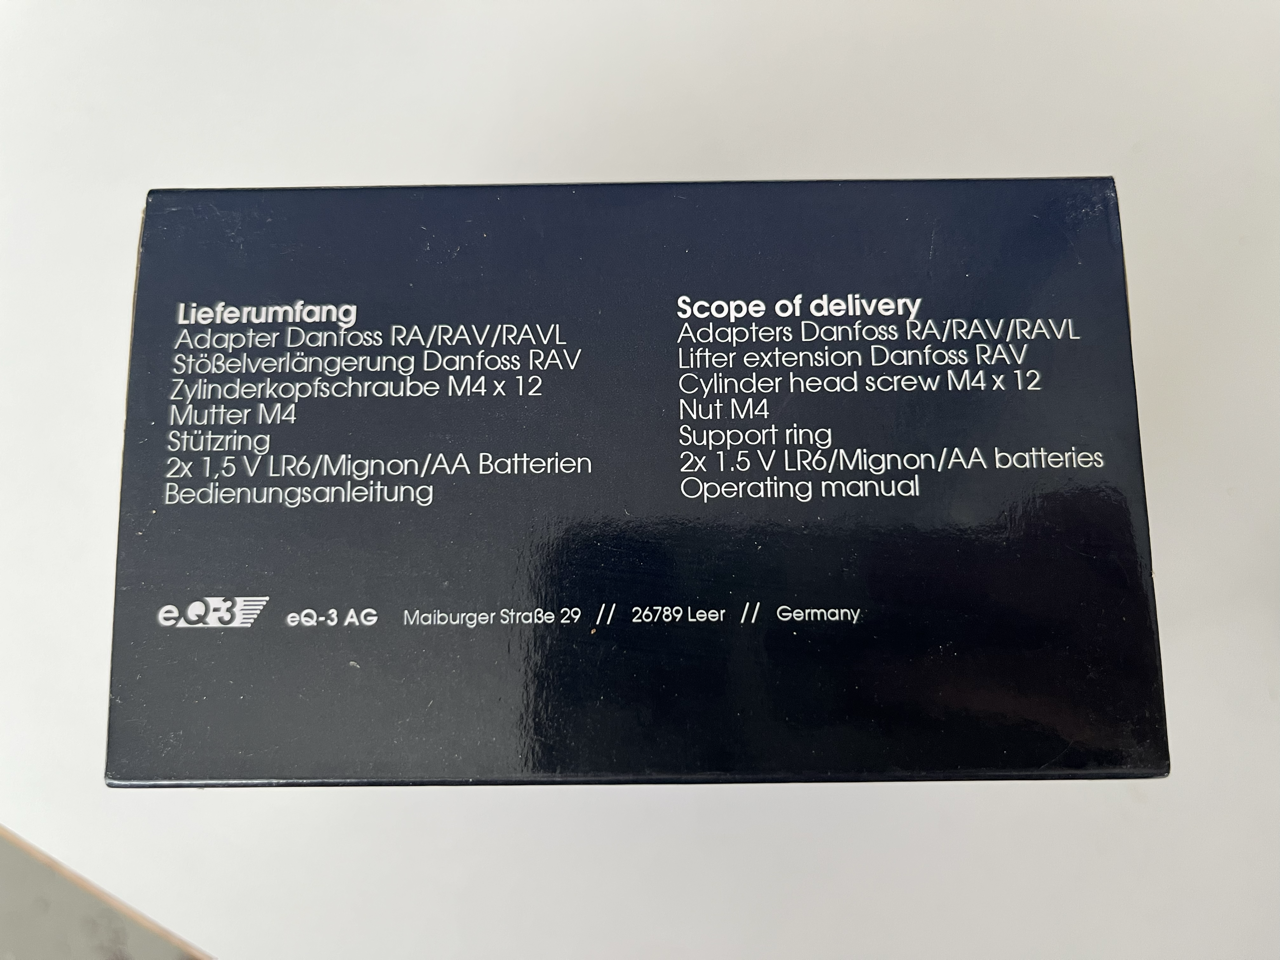 Lieferumfang
Adapter Danfoss RA/RAV/RAVL
Stößelverlängerung Danfoss RAV
Zylinderkopfschraube M4 x 12
Mutter M4
Stützring
2x 1,5 V LR6/Mignon/AA Batterien
Bedienungsanleitung
Scope of delivery
Adapters Danfoss RA/RAV/RAVL
Lifter extension Danfoss RAV
Cylinder head screw M4 x 12
Nut M4
Support ring
2x 1.5 V LR6/Mignon/AA batteries
Operating manual
eQ-3 eQ-3 AG Maiburger Straße 29 // 26789 Leer // Germany